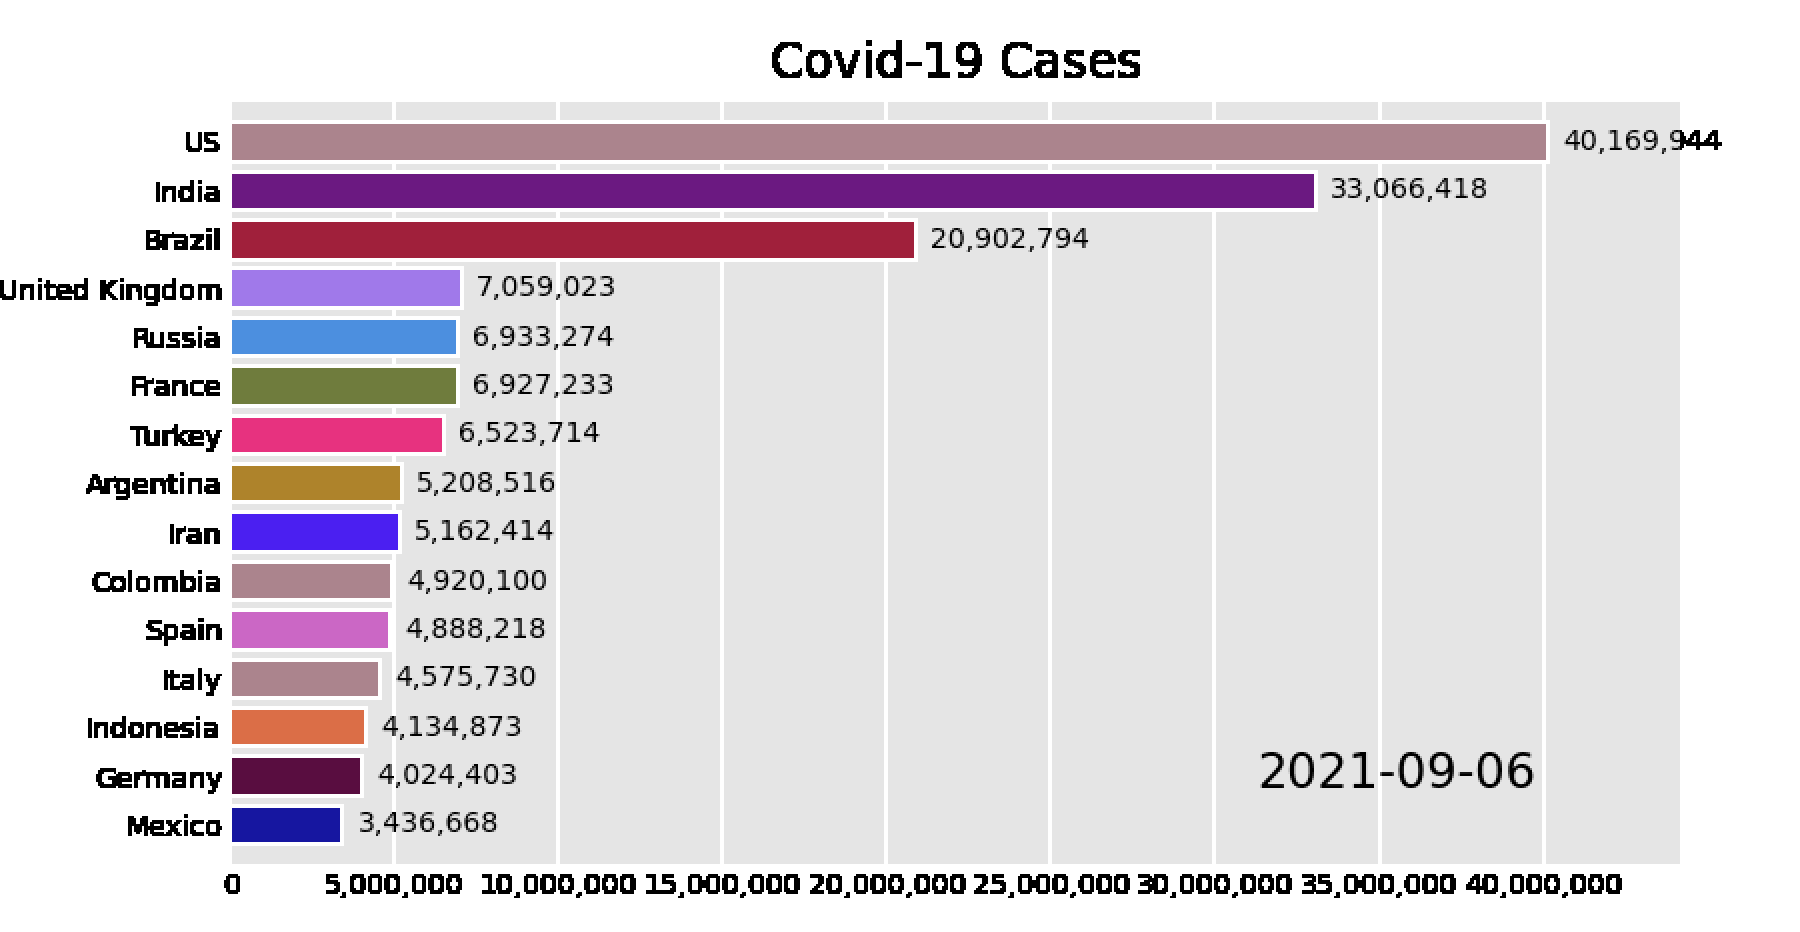 Covid-19 Cases
US 40,169,944
India 33,066,418
Brazil 20,902,794
United Kingdom 7,059,023
Russia 6,933,274
France 6,927,233
Turkey 6,523,714
Argentina 5,208,516
Iran 5,162,414
Colombia 4,920,100
Spain 4,888,218
Italy 4,575,730
Indonesia 4,134,873
Germany 4,024,403
2021-09-06
Mexico 3,436,668
0 5,000,000 10,000,000 15,000,000 20,000,000 25,000,000 30,000,000 35,000,000 40,000,000